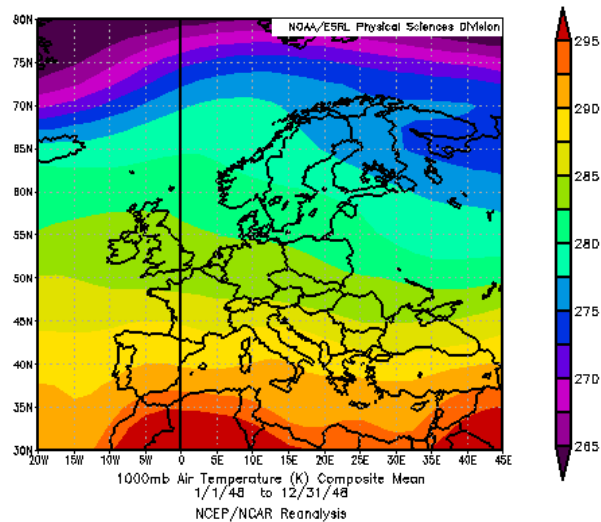 NOAA/ESRL Physical Sciences Division
80N
75N
70N
65N
60N
55N
50N
45N
40N
35N
30N
20W 15W 10W 5W 0 5E 10E 15E 20E 25E 30E 35E 40E 45E
295
290
285
280
275
270
265
1000mb Air Temperature (K) Composite Mean
1/1/48 to 12/31/48
NCEP/NCAR Reanalysis